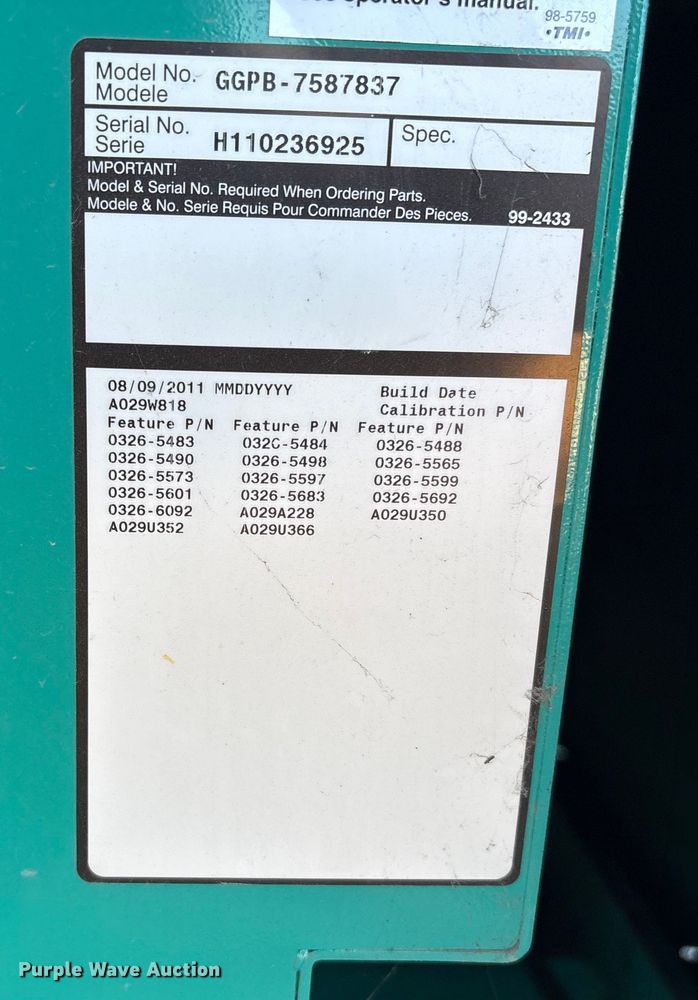 operator's manual.
98-5759
•TMI•
Model No. GGPB-7587837
Modele
Serial No. H110236925 Spec.
Serie
IMPORTANT!
Model & Serial No. Required When Ordering Parts.
Modele & No. Serie Requis Pour Commander Des Pieces. 99-2433
08/09/2011 MMDDYYYY Build Date
A029W818 Calibration P/N
Feature P/N Feature P/N Feature P/N
0326-5483 0326-5484 0326-5488
0326-5490 0326-5498 0326-5565
0326-5573 0326-5597 0326-5599
0326-5601 0326-5683 0326-5692
0326-6092 A029A228 A029U350
A029U352 A029U366
Purple Wave Auction